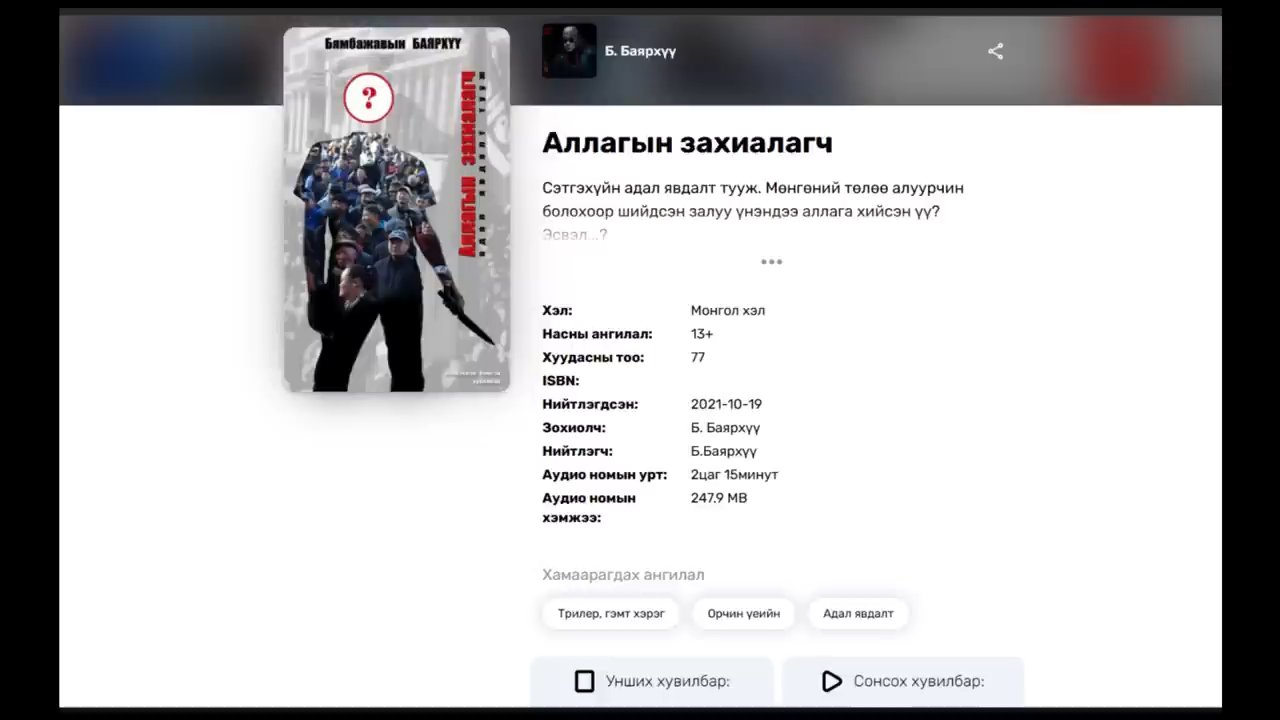 Бямбажавын БАЯРХҮҮ
?
Аллагын захиалагч
адал явдалт тууж
Б. Баярхүү
Аллагын захиалагч
Сэтгэхүйн адал явдалт тууж. Мөнгөний төлөө алуурчин
болохоор шийдсэн залуу үнэндээ аллага хийсэн үү?
Эсвэл...?
Хэл: Монгол хэл
Насны ангилал: 13+
Хуудасны тоо: 77
ISBN:
Нийтлэгдсэн: 2021-10-19
Зохиолч: Б. Баярхүү
Нийтлэгч: Б.Баярхүү
Аудио номын урт: 2цаг 15минут
Аудио номын 247.9 MB
хэмжээ:
Хамаарагдах ангилал
Трилер, гэмт хэрэг Орчин үеийн Адал явдалт
Унших хувилбар: Сонсох хувилбар: